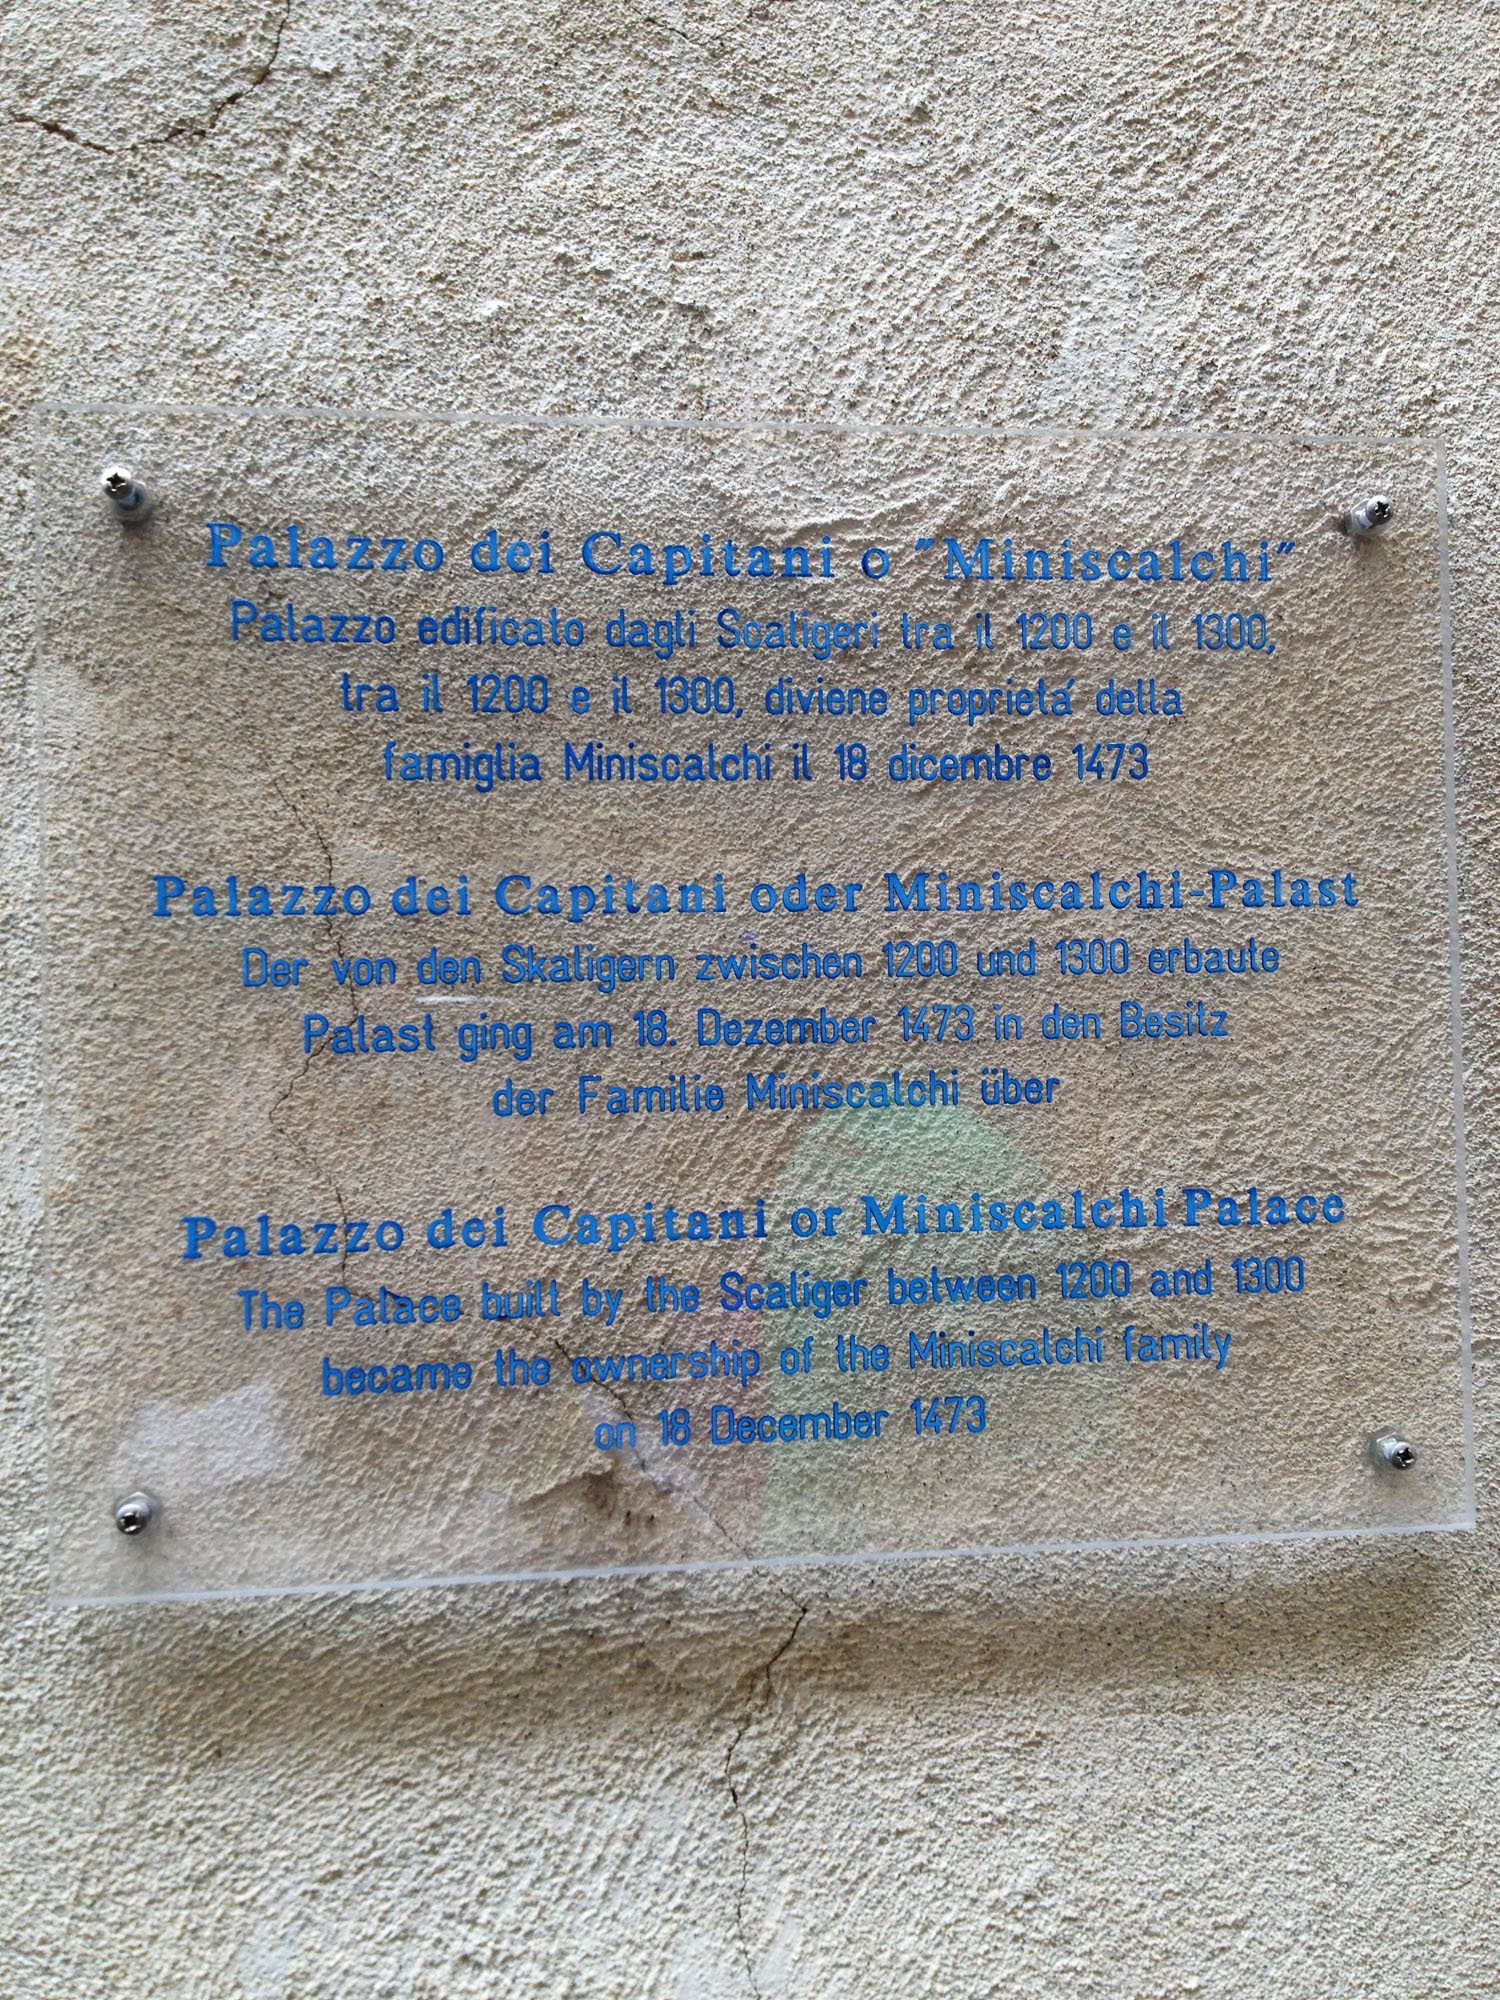 Palazzo dei Capitani o "Miniscalchi"
Palazzo edificato dagli Scaligeri tra il 1200 e il 1300,
tra il 1200 e il 1300, diviene proprietá della
famiglia Miniscalchi il 18 dicembre 1473
Palazzo dei Capitani oder Miniscalchi-Palast
Der von den Skaligern zwischen 1200 und 1300 erbaute
Palast ging am 18. Dezember 1473 in den Besitz
der Familie Miniscalchi über
Palazzo dei Capitani or Miniscalchi Palace
The Palace built by the Scaliger between 1200 and 1300
became the ownership of the Miniscalchi family
on 18 December 1473